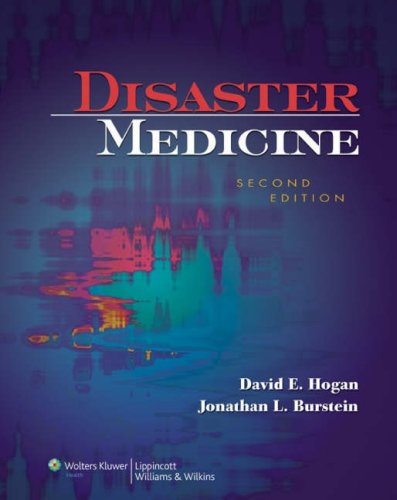 DISASTER
MEDICINE
SECOND
EDITION
David E. Hogan
Jonathan L. Burstein
Wolters Kluwer
Health
Lippincott
Williams & Wilkins